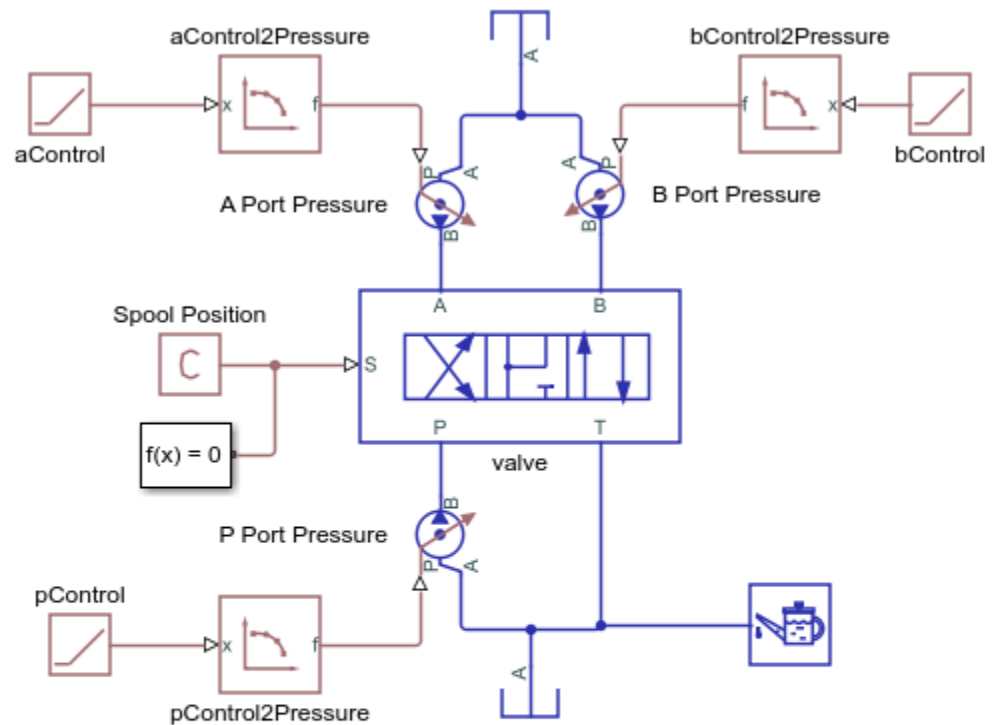 aControl2Pressure
bControl2Pressure
A
x
f
f
x
aControl
bControl
P
A
A
P
A Port Pressure
B Port Pressure
B
B
A
B
Spool Position
C
S
f(x) = 0
P
T
valve
B
P Port Pressure
P
A
pControl
x
f
A
pControl2Pressure